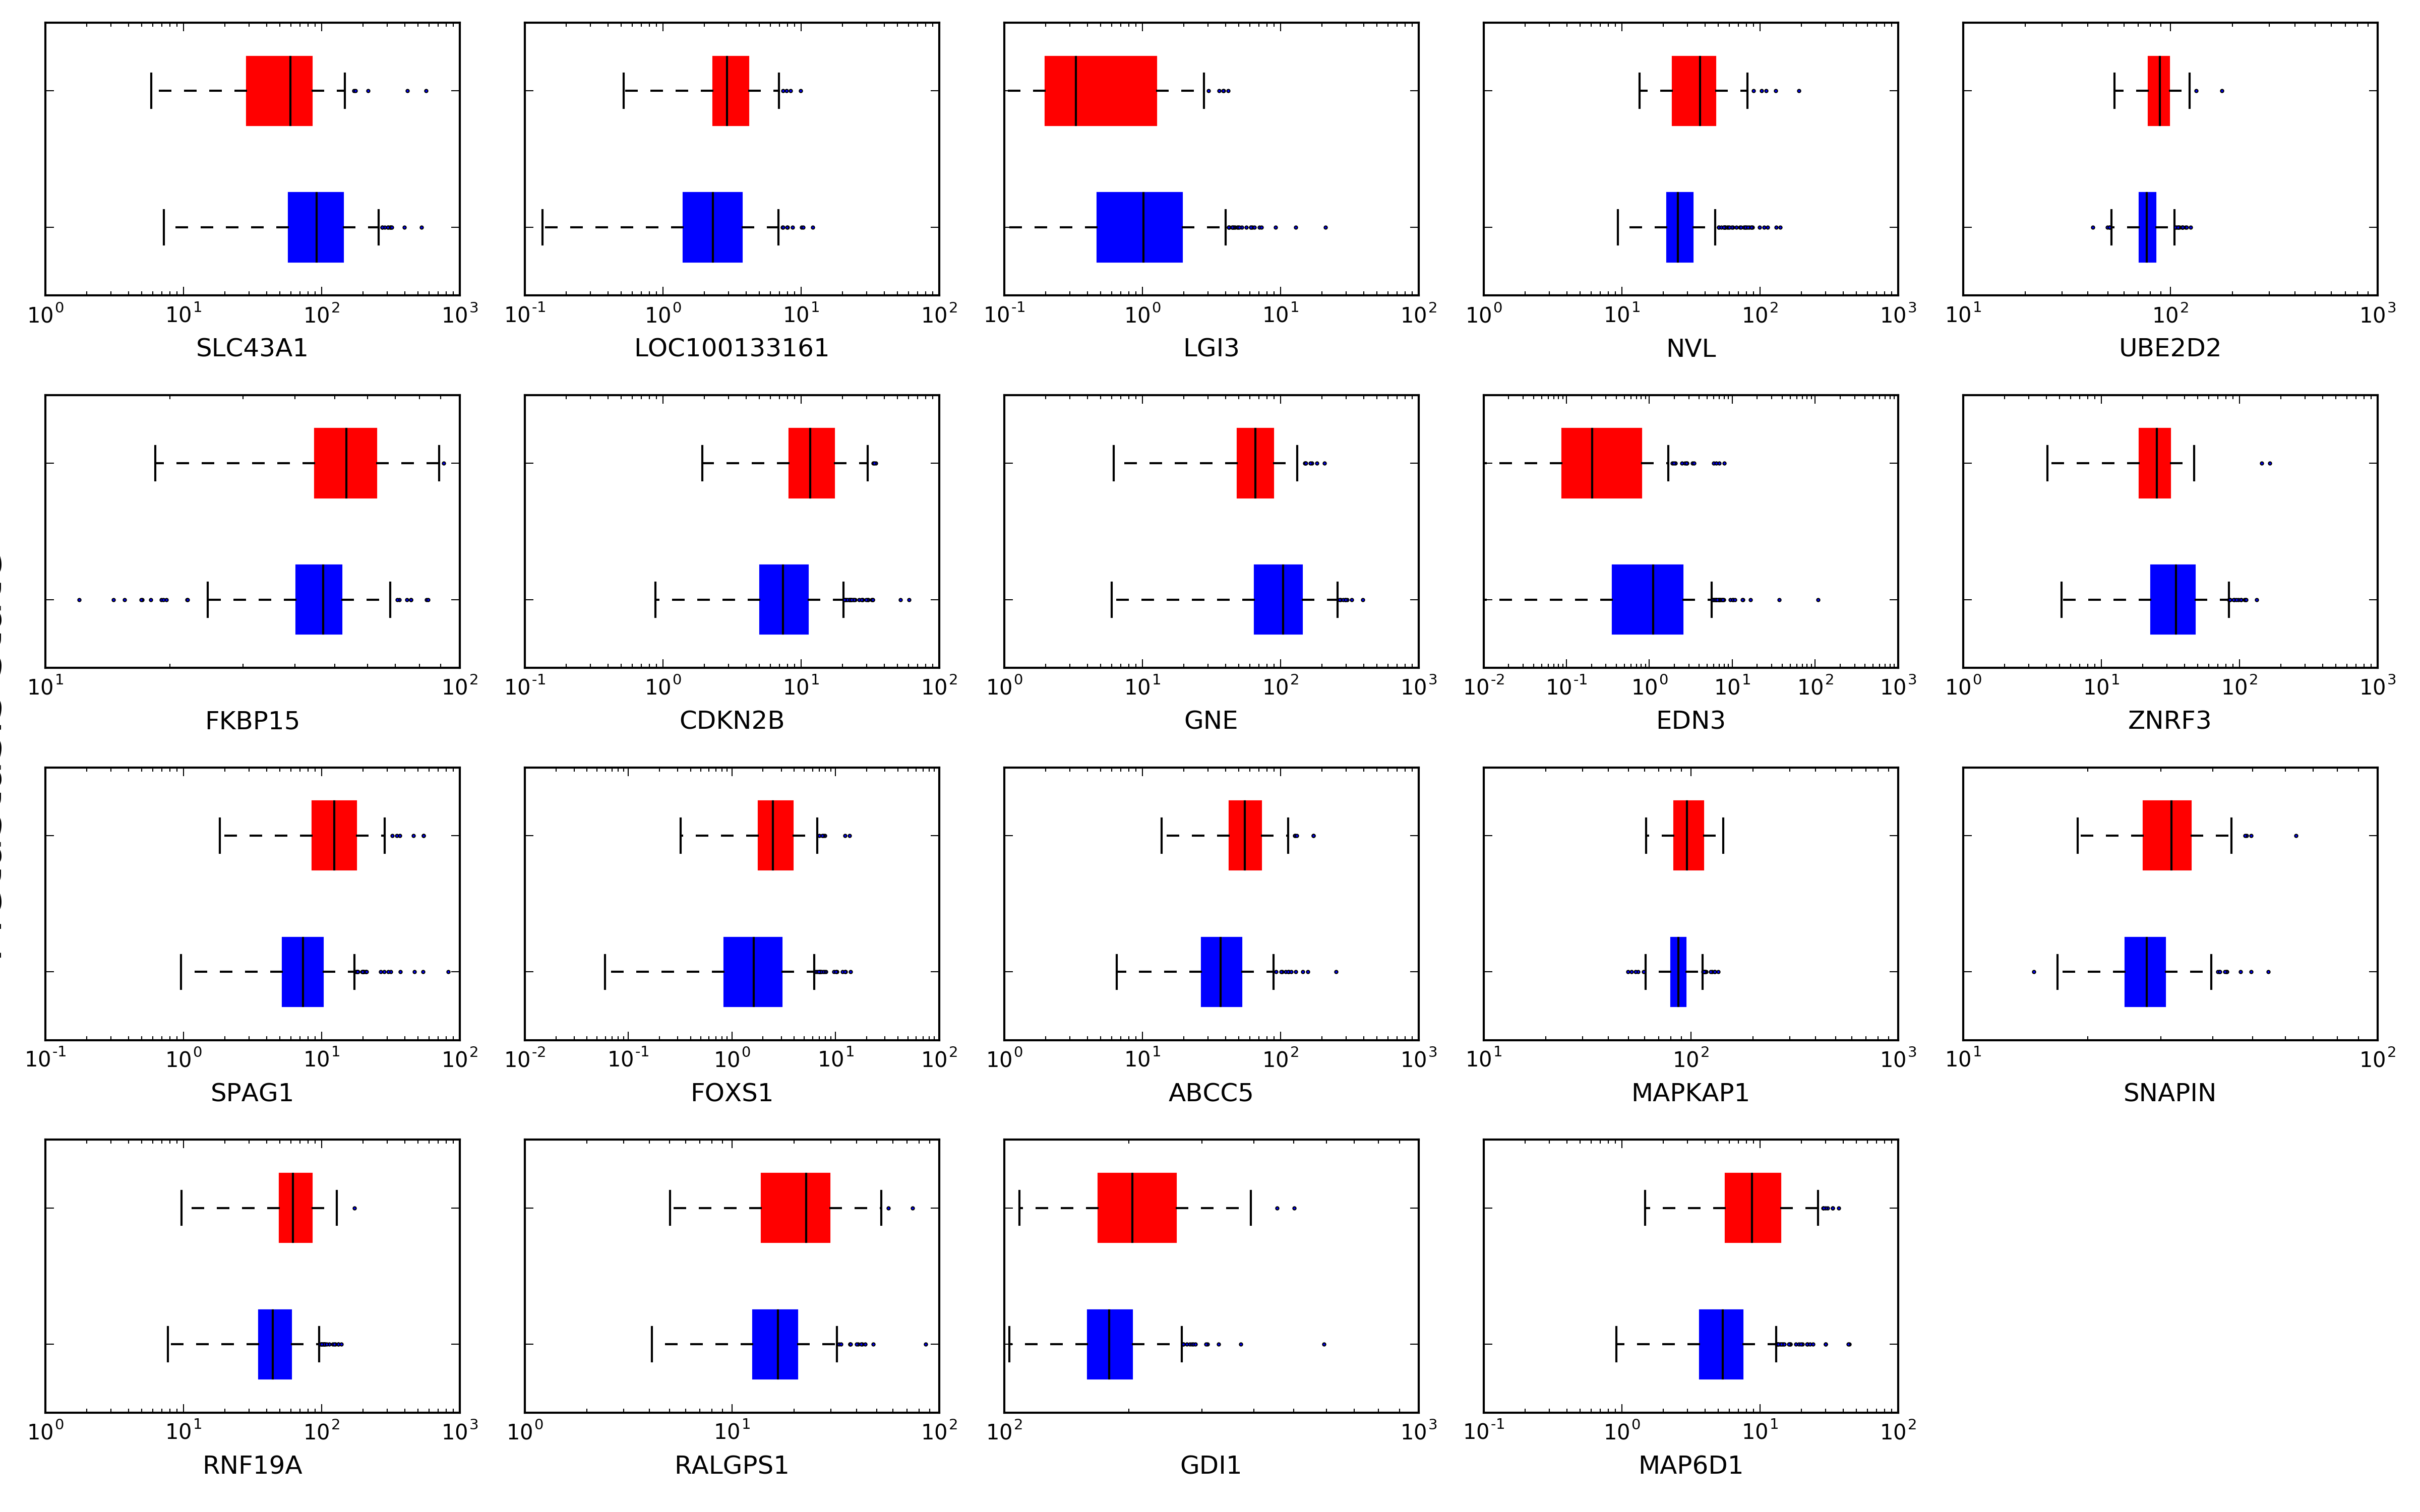 10^0 10^1 10^2 10^3 10^-1 10^0 10^1 10^2 10^-1 10^0 10^1 10^2 10^0 10^1 10^2 10^3 10^1 10^2 10^3
SLC43A1 LOC100133161 LGI3 NVL UBE2D2
10^1 10^2 10^-1 10^0 10^1 10^2 10^0 10^1 10^2 10^3 10^-2 10^-1 10^0 10^1 10^2 10^3 10^0 10^1 10^2 10^3
FKBP15 CDKN2B GNE EDN3 ZNRF3
10^-1 10^0 10^1 10^2 10^-2 10^-1 10^0 10^1 10^2 10^0 10^1 10^2 10^3 10^1 10^2 10^3 10^1 10^2
SPAG1 FOXS1 ABCC5 MAPKAP1 SNAPIN
10^0 10^1 10^2 10^3 10^0 10^1 10^2 10^2 10^3 10^-1 10^0 10^1 10^2
RNF19A RALGPS1 GDI1 MAP6D1